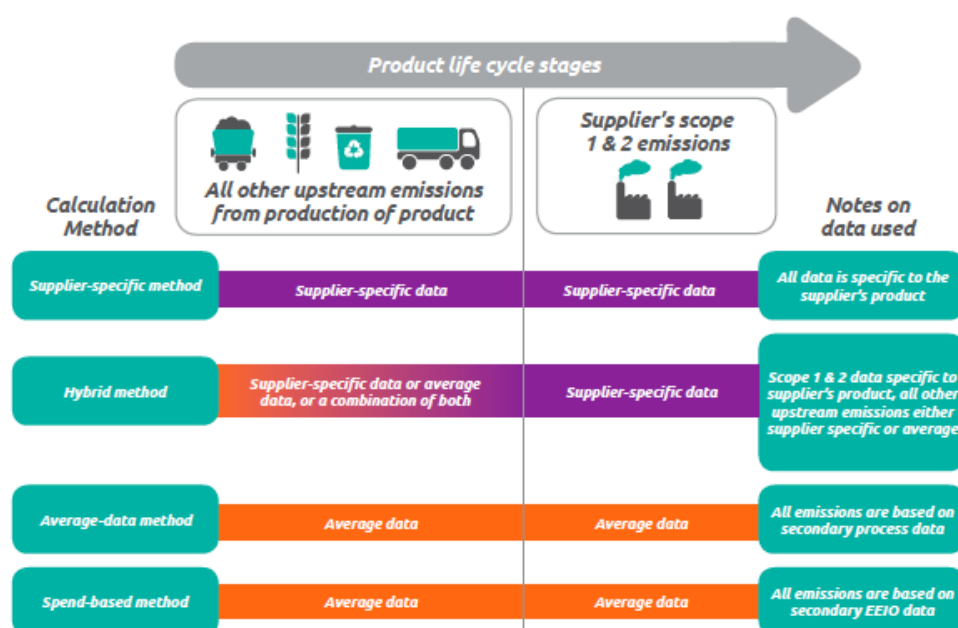 Product life cycle stages
All other upstream emissions
from production of product
Supplier's scope
1 & 2 emissions
Calculation
Method
Notes on
data used
Supplier-specific method
Supplier-specific data
Supplier-specific data
All data is specific to the
supplier's product
Hybrid method
Supplier-specific data or average
data, or a combination of both
Supplier-specific data
Scope 1 & 2 data specific to
supplier's product, all other
upstream emissions either
supplier specific or average
Average-data method
Average data
Average data
All emissions are based on
secondary process data
Spend-based method
Average data
Average data
All emissions are based on
secondary EEIO data